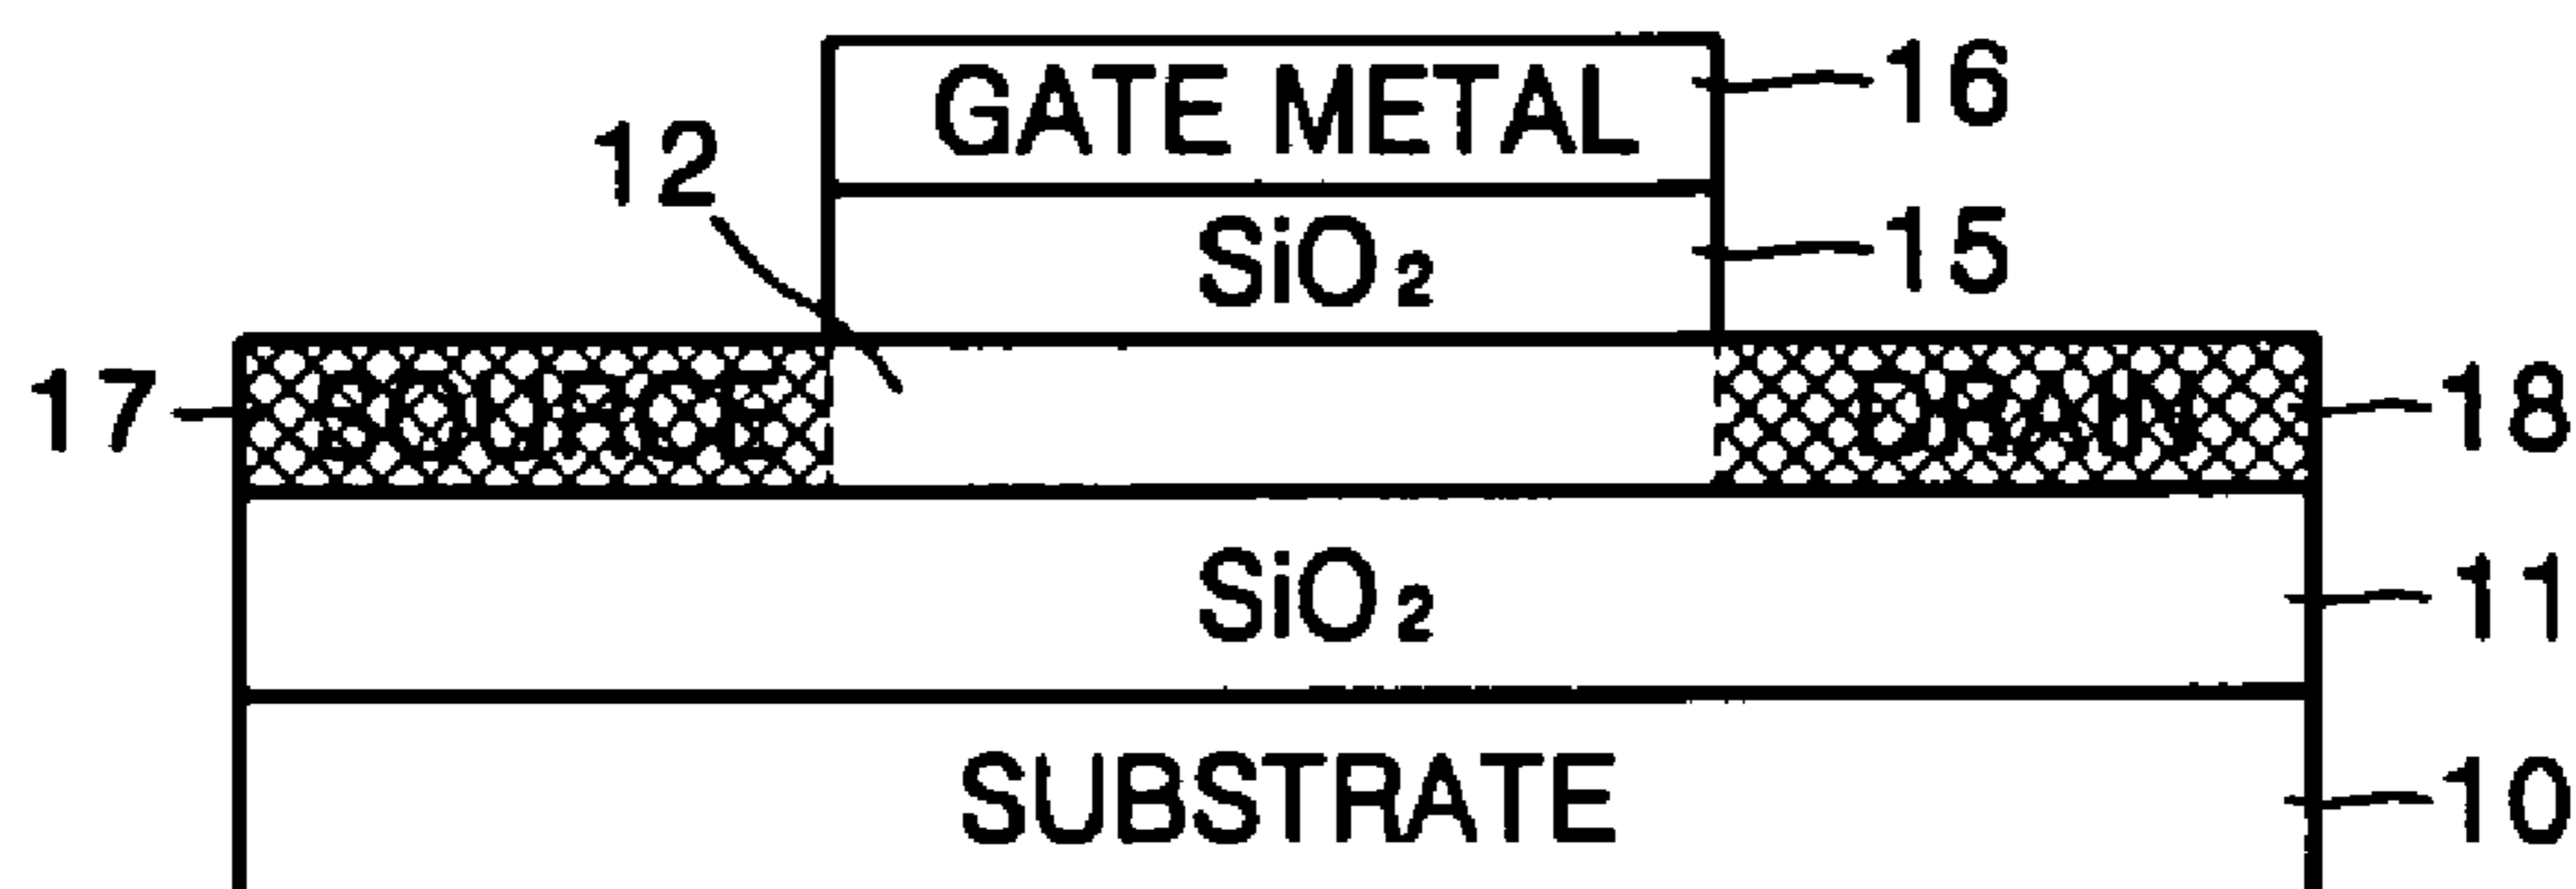 GATE METAL 16
12
SiO2 15
17 SOURCE DRAIN 18
SiO2 11
SUBSTRATE 10